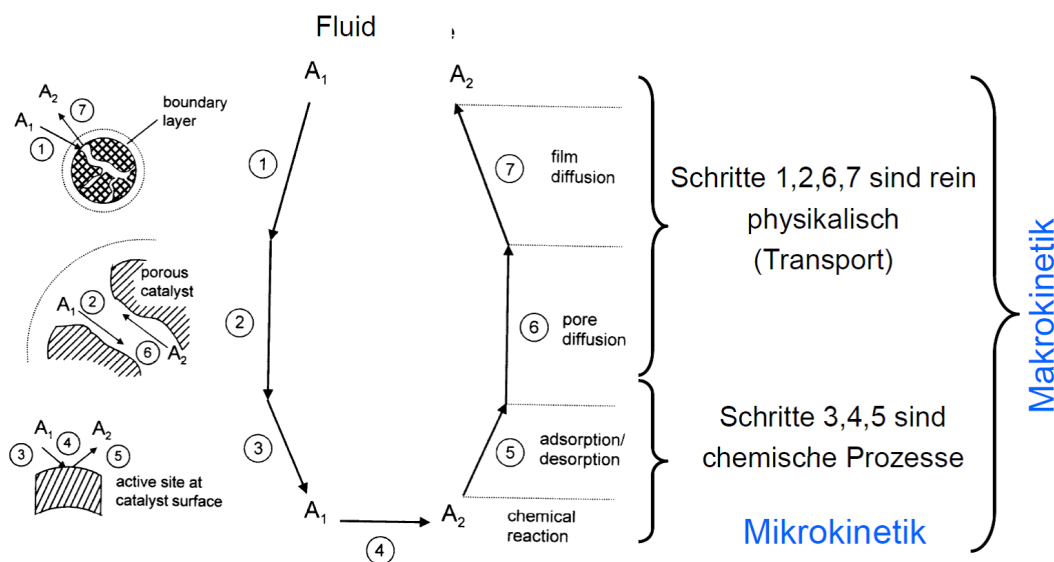 Fluid
A₁
A₂
A₂
7
A₁
1
boundary
layer
1
7
film
diffusion
Schritte 1,2,6,7 sind rein
physikalisch
(Transport)
porous
catalyst
A₁
2
6
A₂
2
6
pore
diffusion
Makrokinetik
A₁
A₂
3
4
5
active site at
catalyst surface
3
5
adsorption/
desorption
Schritte 3,4,5 sind
chemische Prozesse
A₁
A₂
4
chemical
reaction
Mikrokinetik